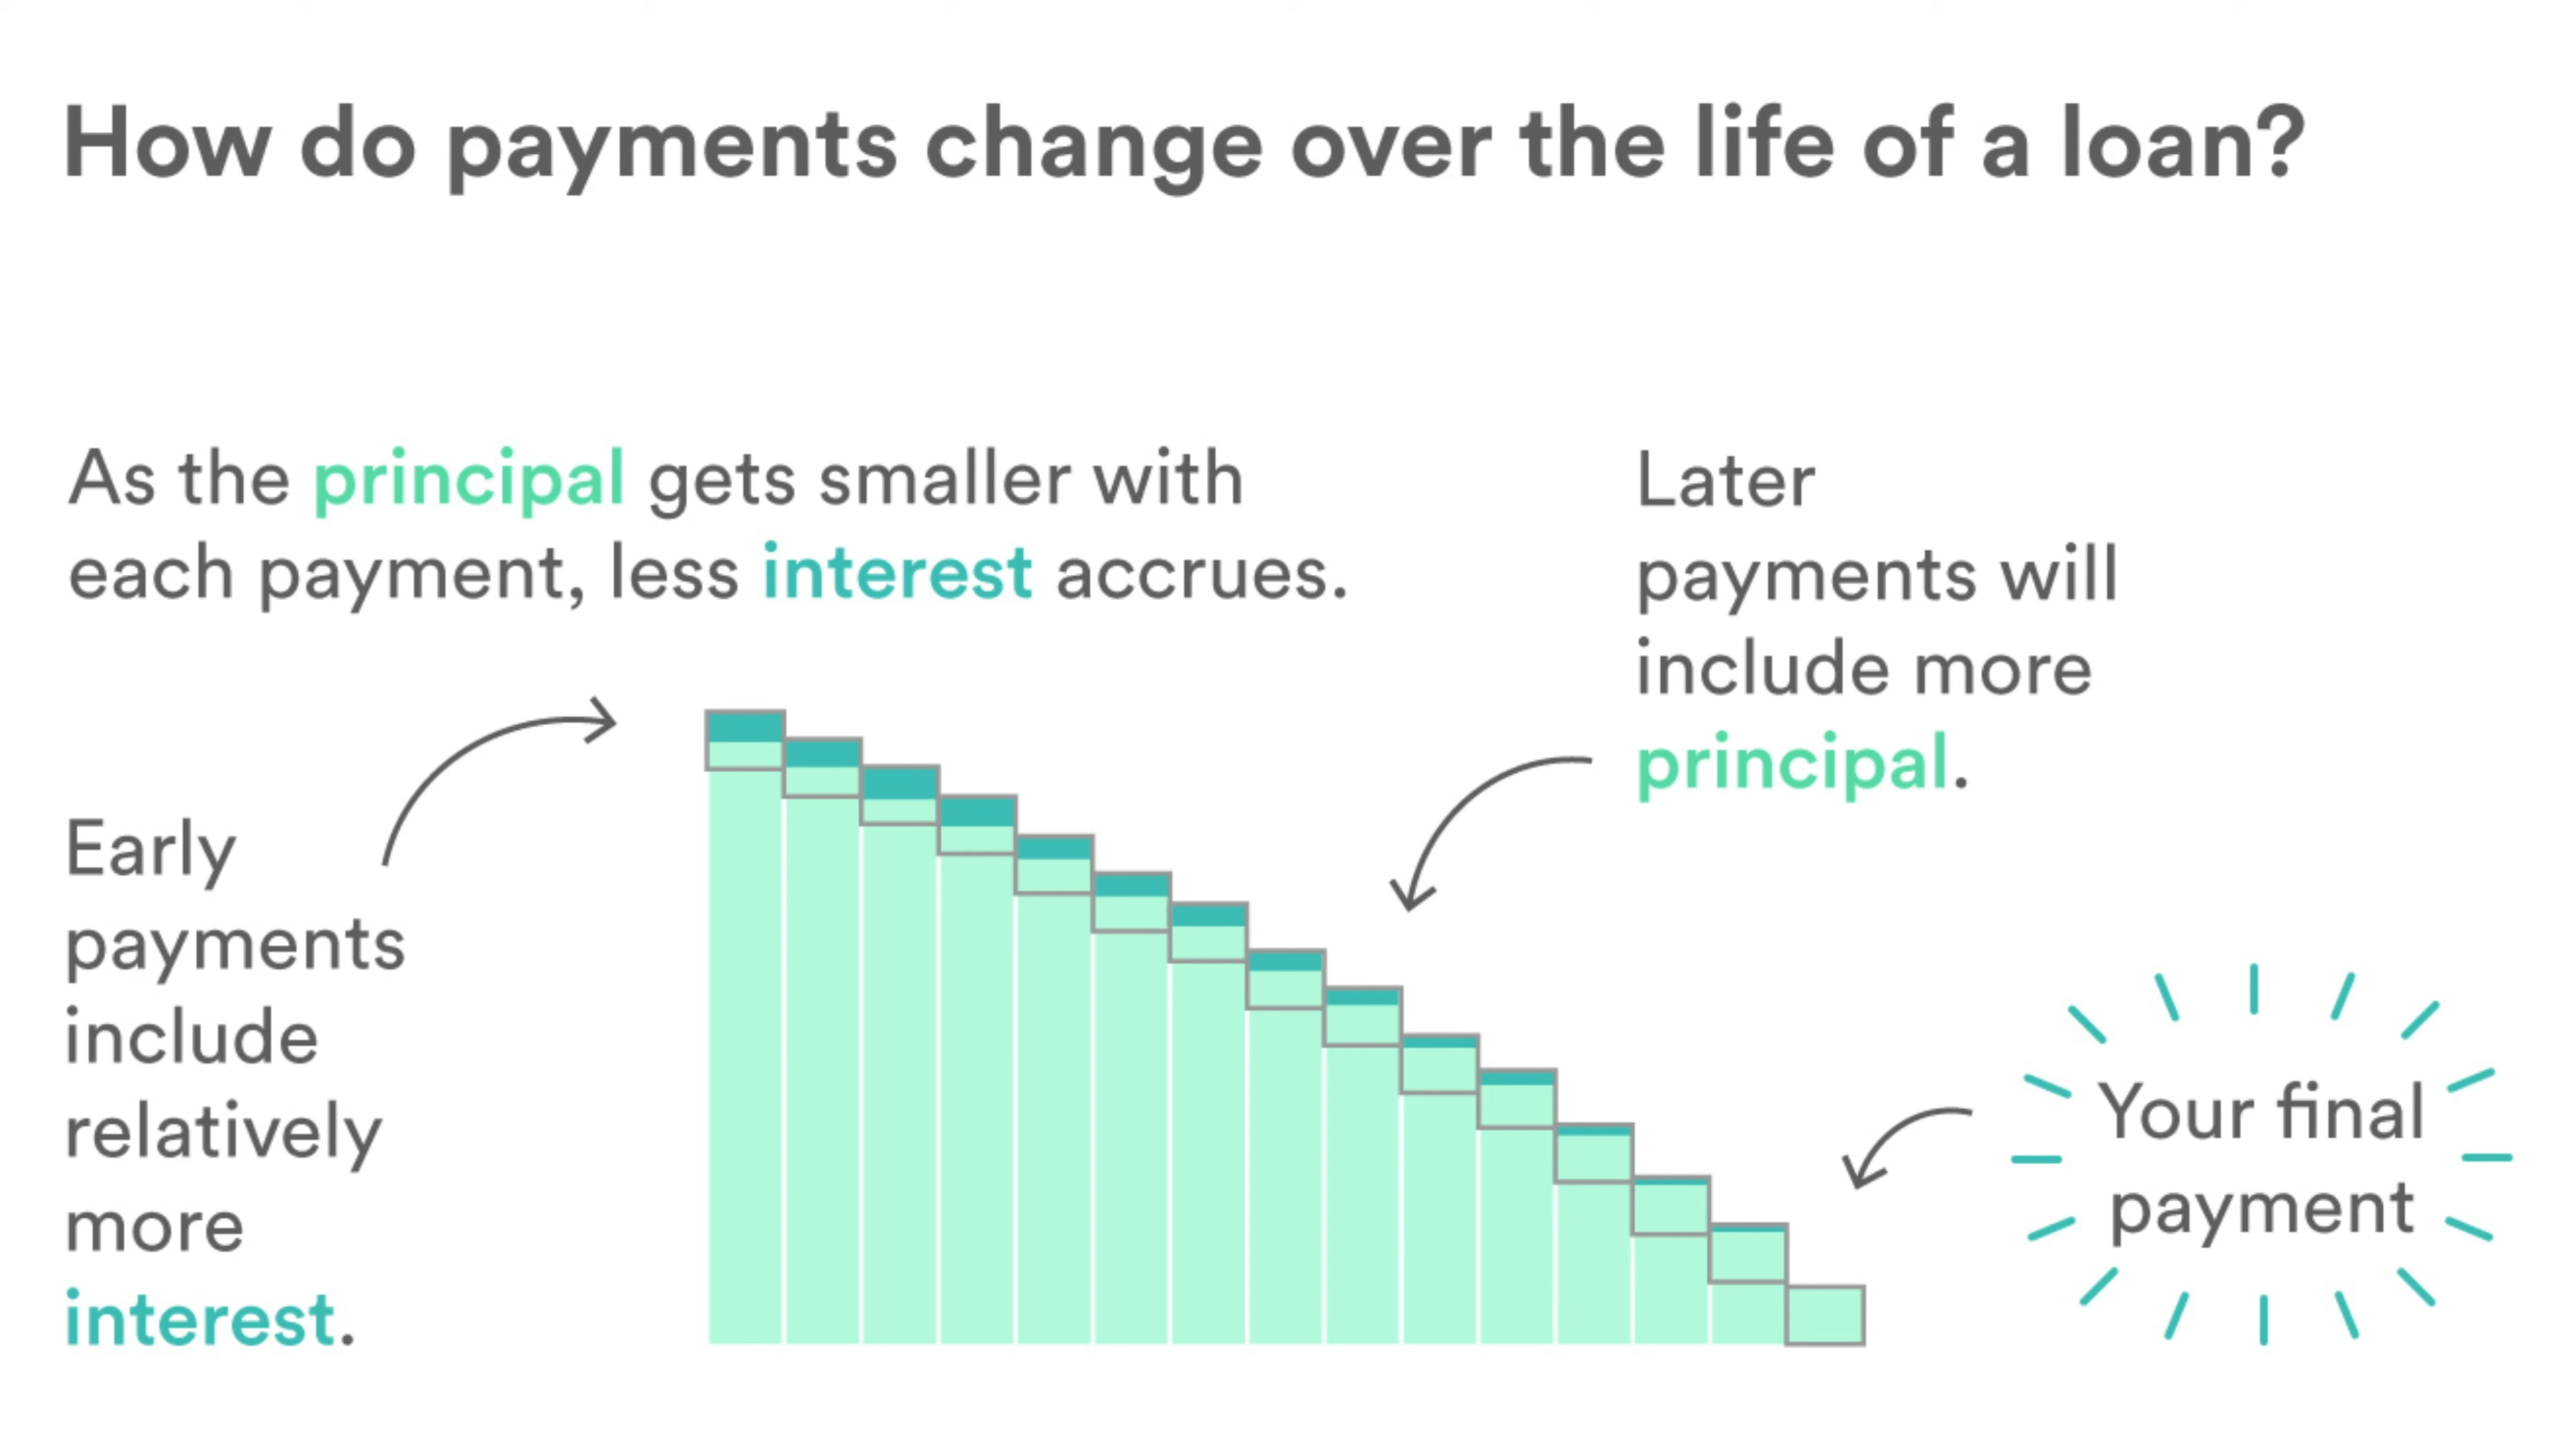 How do payments change over the life of a loan?
As the principal gets smaller with
each payment, less interest accrues.
Early
payments
include
relatively
more
interest.
Later
payments will
include more
principal.
Your final
payment